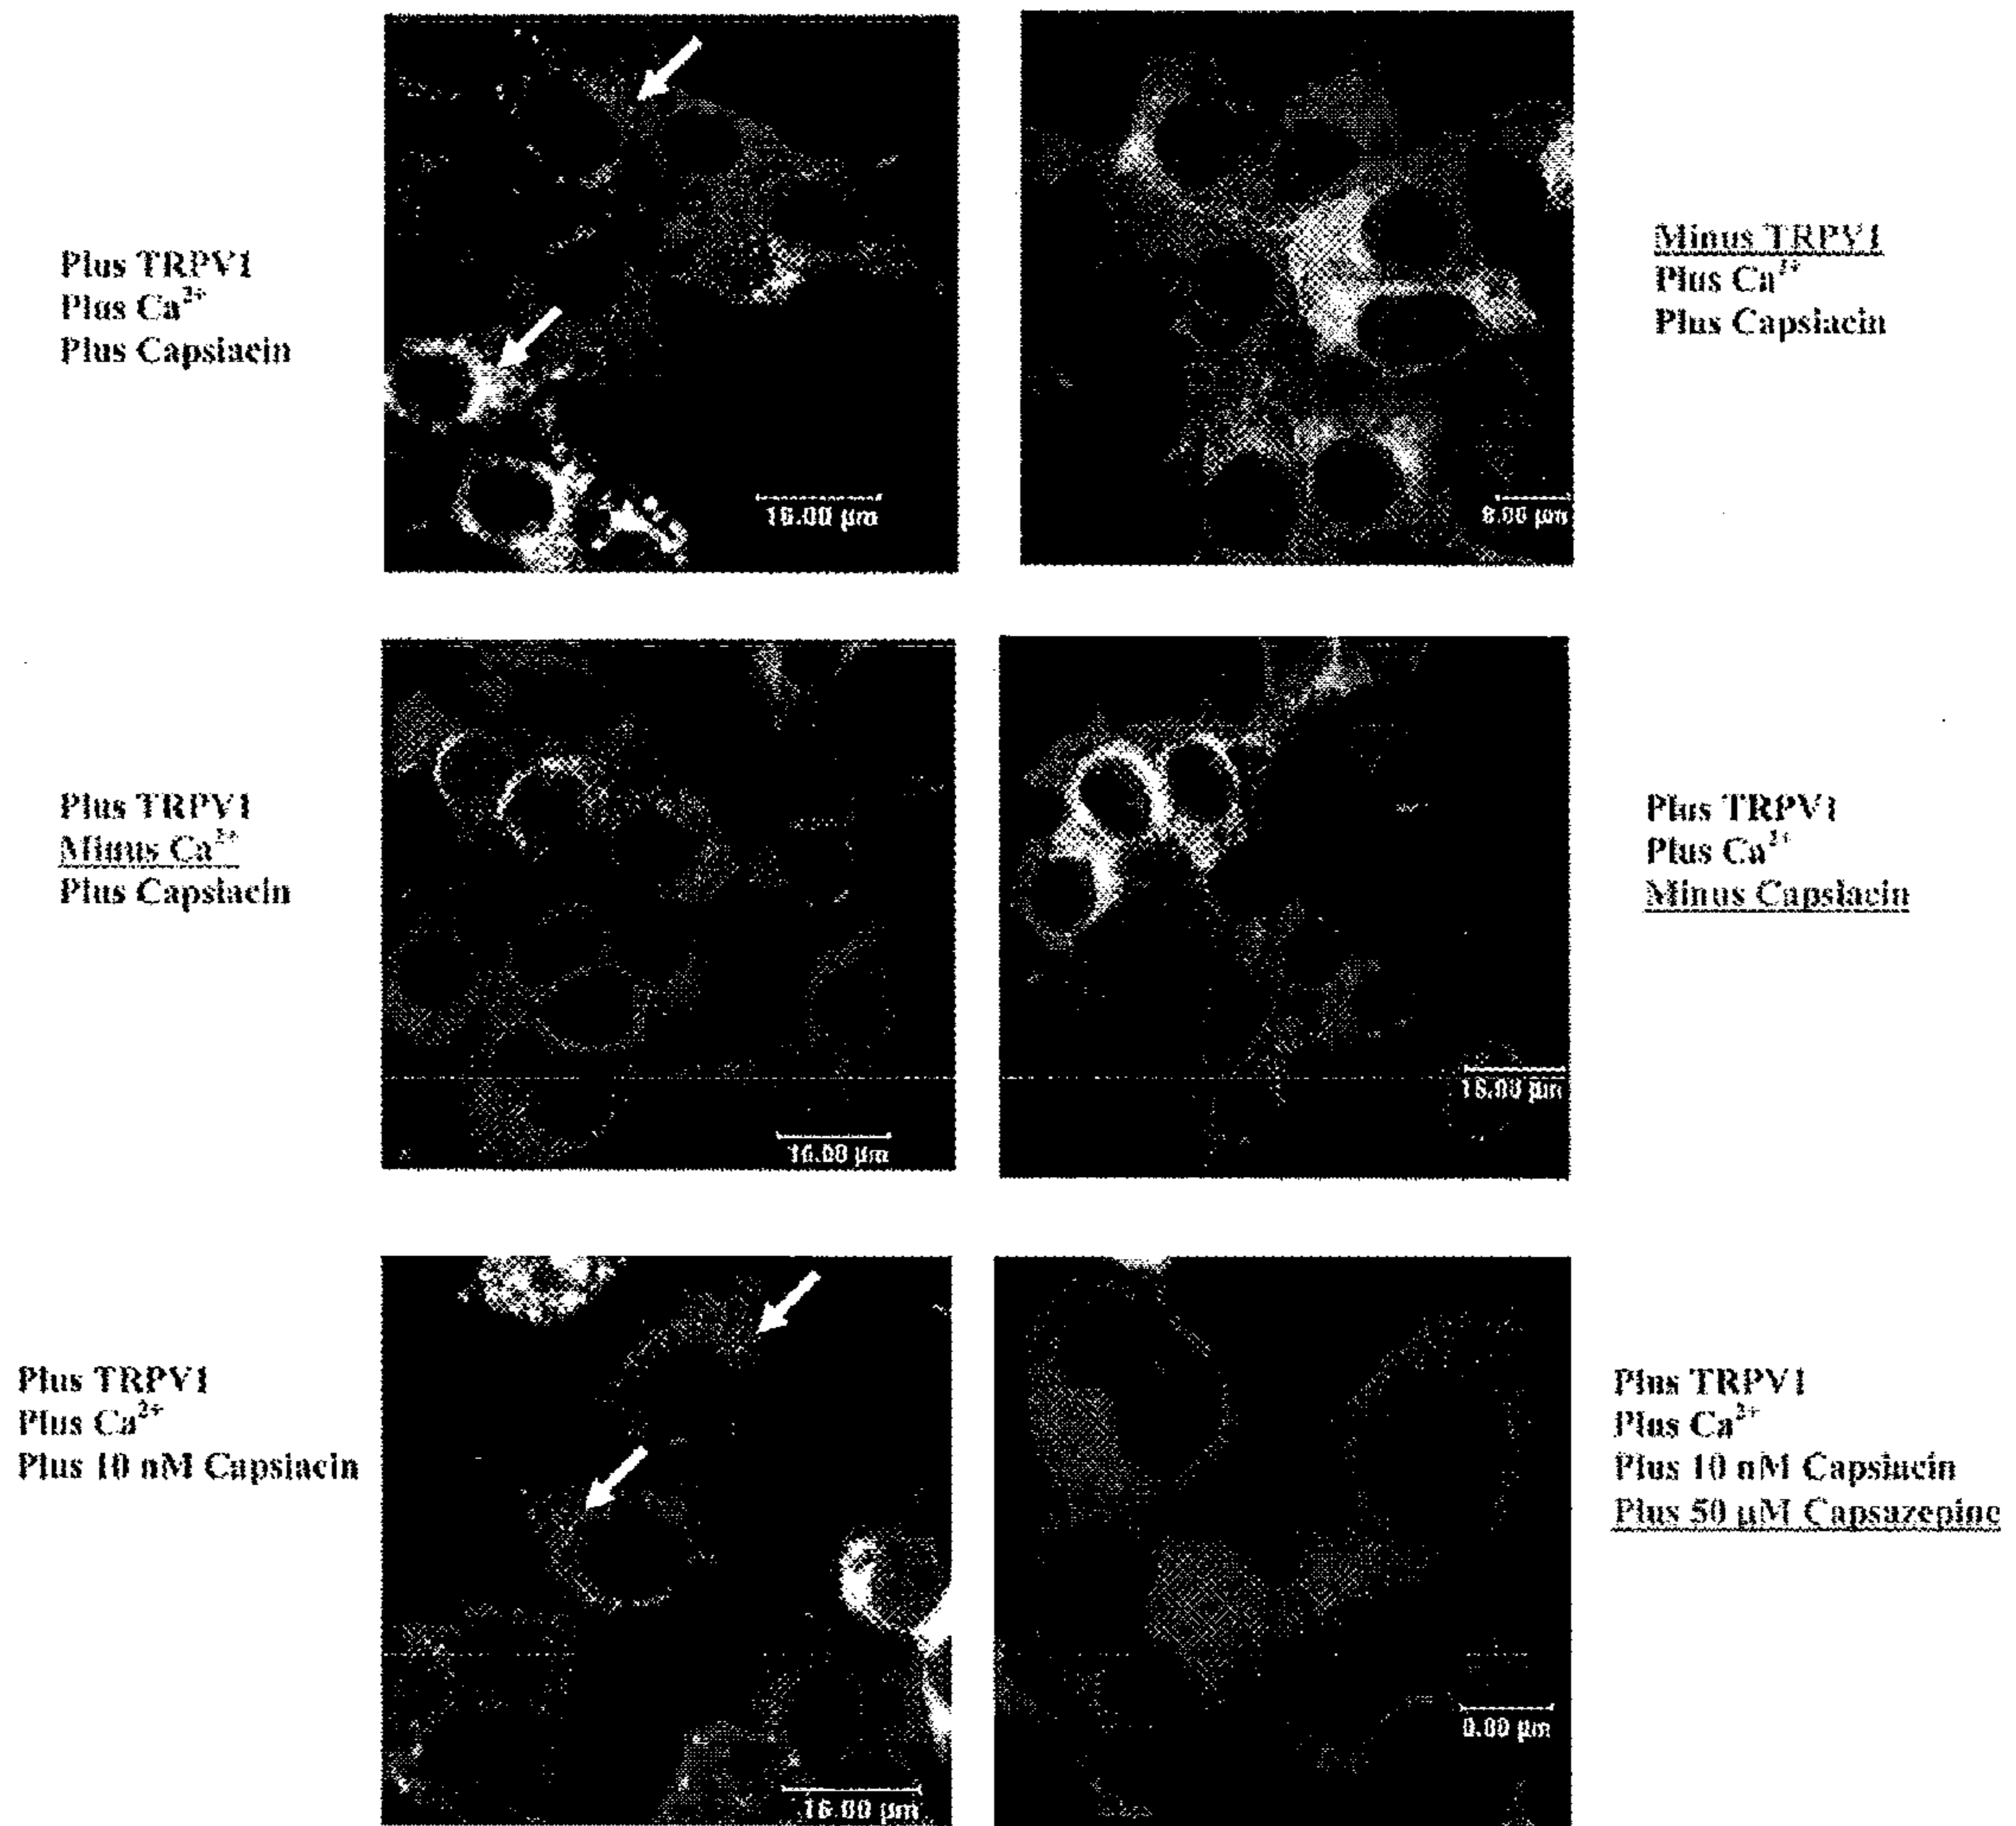 Plus TRPV1
Plus Ca²⁺
Plus Capsiacin
16.00 µm
8.00 µm
Minus TRPV1
Plus Ca²⁺
Plus Capsiacin
Plus TRPV1
Minus Ca²⁺
Plus Capsiacin
16.00 µm
16.00 µm
Plus TRPV1
Plus Ca²⁺
Minus Capsiacin
Plus TRPV1
Plus Ca²⁺
Plus 10 nM Capsiacin
16.00 µm
8.00 µm
Plus TRPV1
Plus Ca²⁺
Plus 10 nM Capsiacin
Plus 50 µM Capsazepine